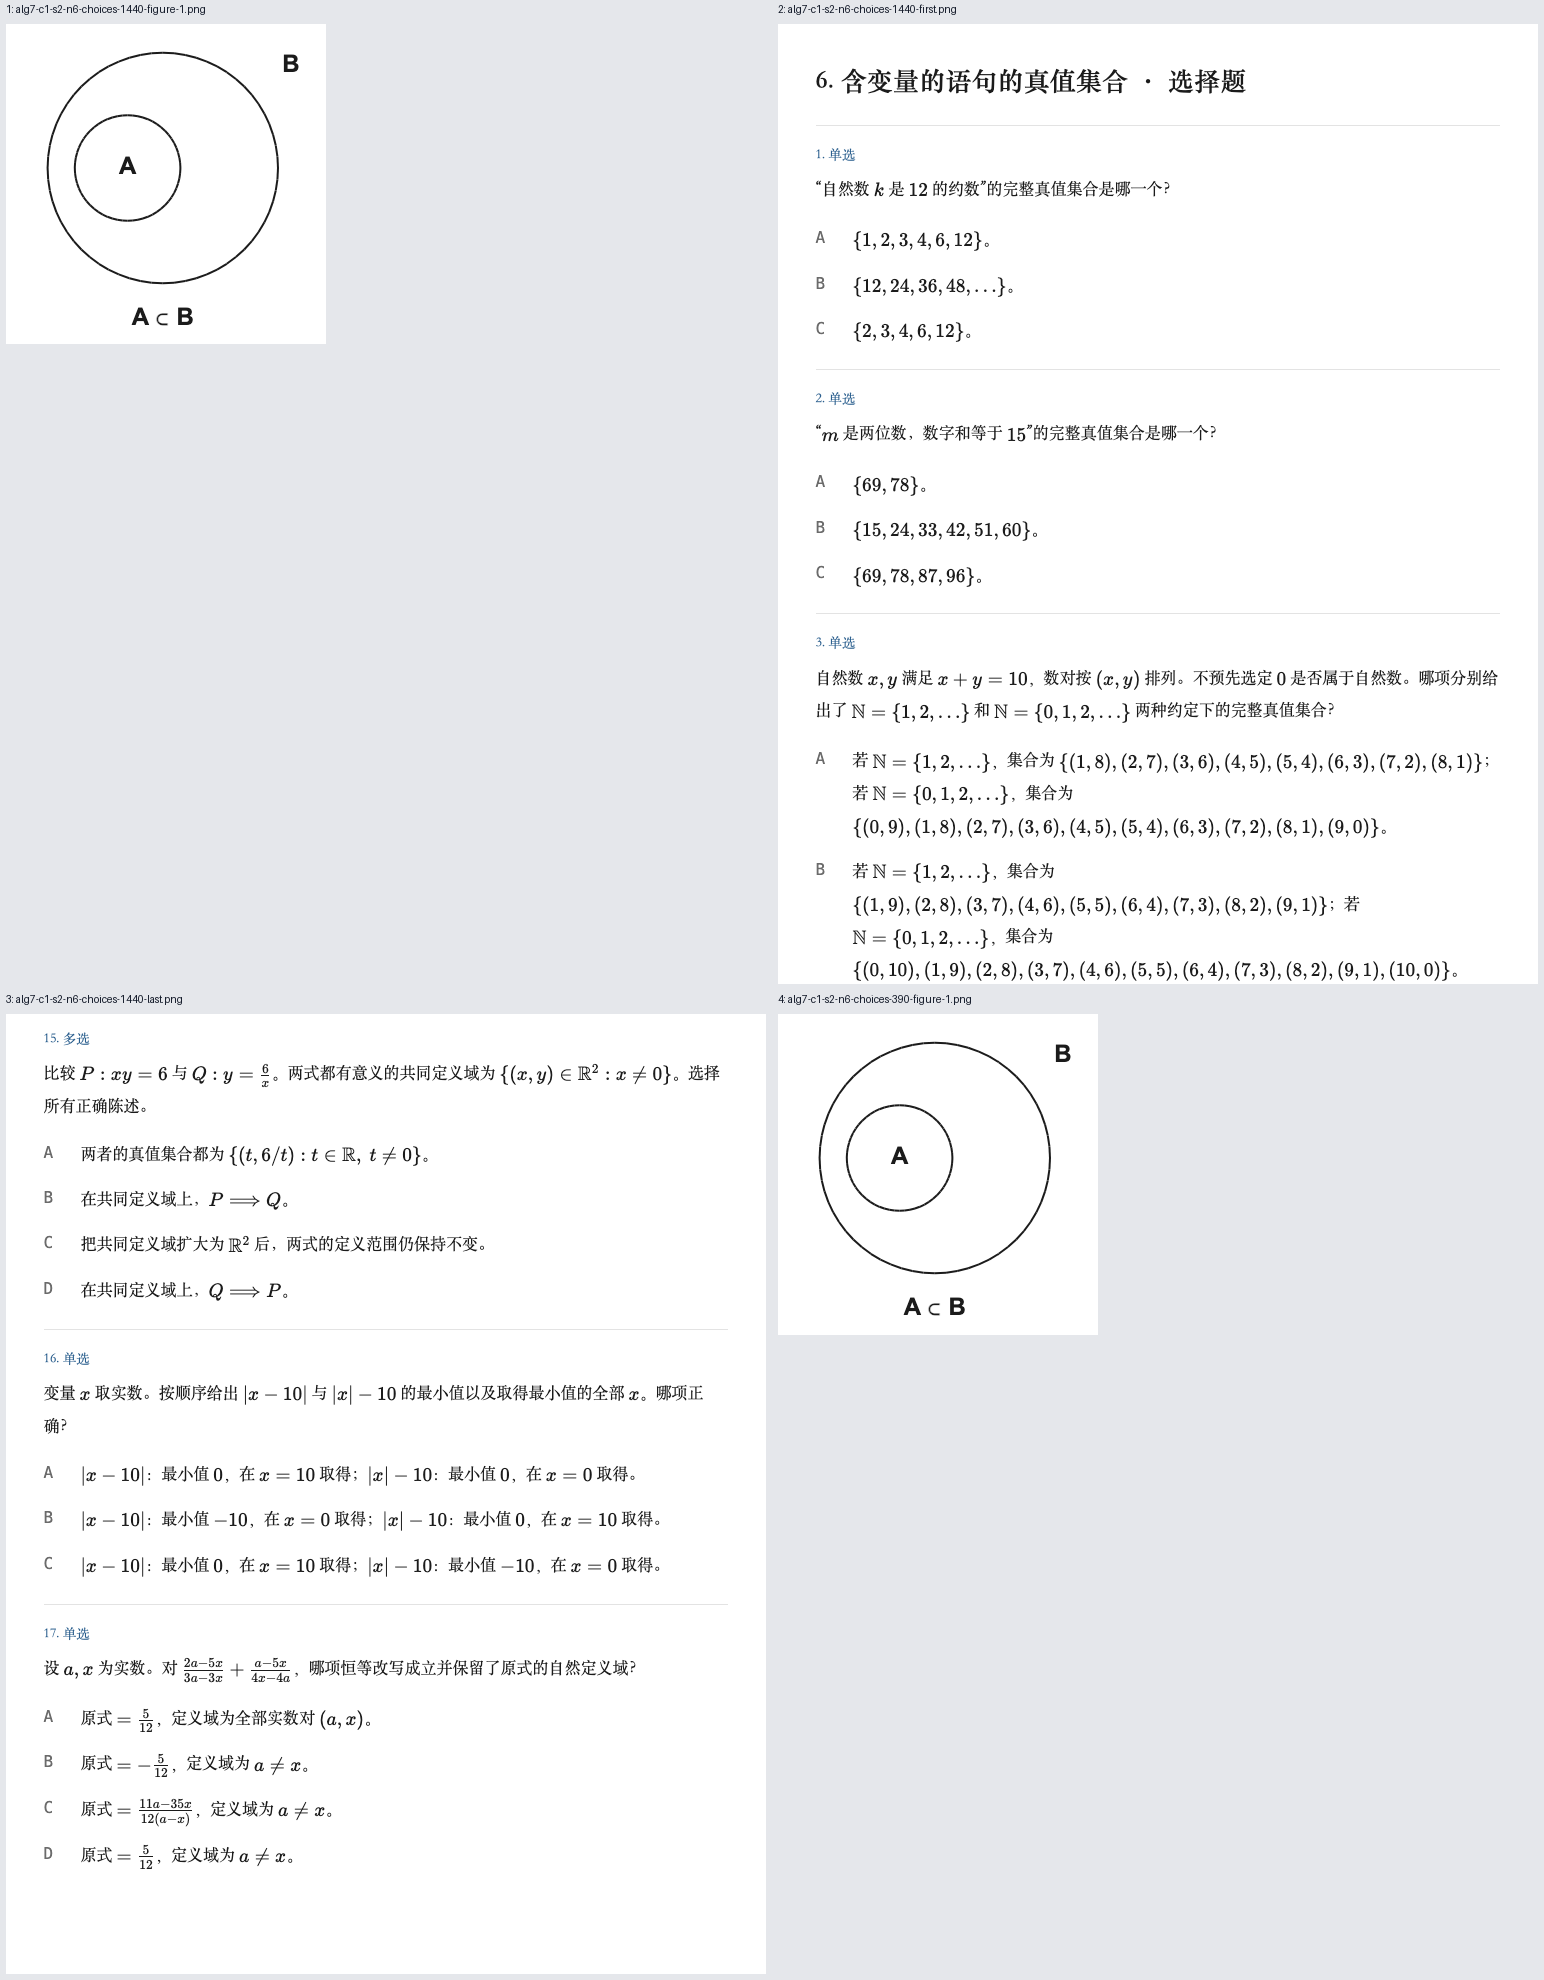 1: alg7-c1-s2-n6-choices-1440-figure-1.png
B
A
A ⊂ B
2: alg7-c1-s2-n6-choices-1440-first.png
6. 含变量的语句的真值集合 · 选择题
1. 单选
“自然数 k 是 12 的约数”的完整真值集合是哪一个？
A {1, 2, 3, 4, 6, 12}。
B {12, 24, 36, 48, . . .}。
C {2, 3, 4, 6, 12}。
2. 单选
“m 是两位数，数字和等于 15”的完整真值集合是哪一个？
A {69, 78}。
B {15, 24, 33, 42, 51, 60}。
C {69, 78, 87, 96}。
3. 单选
自然数 x, y 满足 x + y = 10，数对按 (x, y) 排列。不预先选定 0 是否属于自然数。哪项分别给
出了 ℕ = {1, 2, . . .} 和 ℕ = {0, 1, 2, . . .} 两种约定下的完整真值集合？
A 若 ℕ = {1, 2, . . .}，集合为 {(1, 8), (2, 7), (3, 6), (4, 5), (5, 4), (6, 3), (7, 2), (8, 1)}；
若 ℕ = {0, 1, 2, . . .}，集合为
{(0, 9), (1, 8), (2, 7), (3, 6), (4, 5), (5, 4), (6, 3), (7, 2), (8, 1), (9, 0)}。
B 若 ℕ = {1, 2, . . .}，集合为
{(1, 9), (2, 8), (3, 7), (4, 6), (5, 5), (6, 4), (7, 3), (8, 2), (9, 1)}；若
ℕ = {0, 1, 2, . . .}，集合为
{(0, 10), (1, 9), (2, 8), (3, 7), (4, 6), (5, 5), (6, 4), (7, 3), (8, 2), (9, 1), (10, 0)}。
3: alg7-c1-s2-n6-choices-1440-last.png
15. 多选
比较 P : xy = 6 与 Q : y = 6/x。两式都有意义的共同定义域为 {(x, y) ∈ ℝ² : x ≠ 0}。选择
所有正确陈述。
A 两者的真值集合都为 {(t, 6/t) : t ∈ ℝ, t ≠ 0}。
B 在共同定义域上，P ⟹ Q。
C 把共同定义域扩大为 ℝ² 后，两式的定义范围仍保持不变。
D 在共同定义域上，Q ⟹ P。
16. 单选
变量 x 取实数。按顺序给出 |x − 10| 与 |x| − 10 的最小值以及取得最小值的全部 x。哪项正
确？
A |x − 10|：最小值 0，在 x = 10 取得；|x| − 10：最小值 0，在 x = 0 取得。
B |x − 10|：最小值 −10，在 x = 0 取得；|x| − 10：最小值 0，在 x = 10 取得。
C |x − 10|：最小值 0，在 x = 10 取得；|x| − 10：最小值 −10，在 x = 0 取得。
17. 单选
设 a, x 为实数。对 (2a−5x)/(3a−3x) + (a−5x)/(4x−4a)，哪项恒等改写成立并保留了原式的自然定义域？
A 原式 = 5/12，定义域为全部实数对 (a, x)。
B 原式 = −5/12，定义域为 a ≠ x。
C 原式 = (11a−35x)/(12(a−x))，定义域为 a ≠ x。
D 原式 = 5/12，定义域为 a ≠ x。
4: alg7-c1-s2-n6-choices-390-figure-1.png
B
A
A ⊂ B